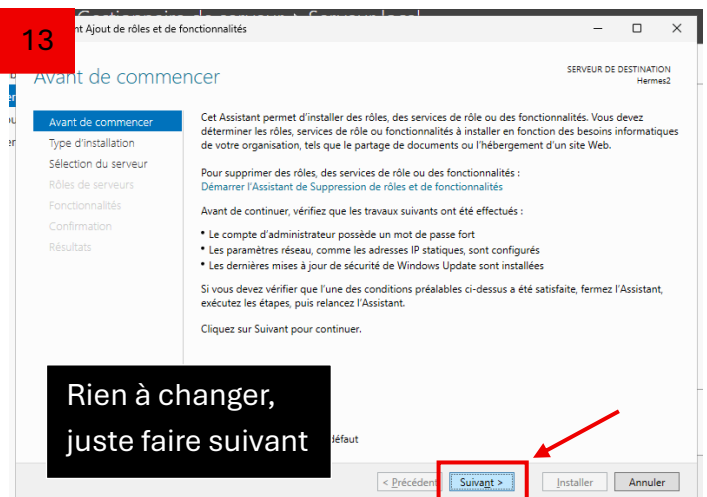 Gestionnaire de serveur Serveur local
13
nt Ajout de rôles et de fonctionnalités
Avant de commencer
SERVEUR DE DESTINATION
Hermes2
Avant de commencer
Type d'installation
Sélection du serveur
Rôles de serveurs
Fonctionnalités
Confirmation
Résultats
Cet Assistant permet d'installer des rôles, des services de rôle ou des fonctionnalités. Vous devez
déterminer les rôles, services de rôle ou fonctionnalités à installer en fonction des besoins informatiques
de votre organisation, tels que le partage de documents ou l'hébergement d'un site Web.
Pour supprimer des rôles, des services de rôle ou des fonctionnalités :
Démarrer l'Assistant de Suppression de rôles et de fonctionnalités
Avant de continuer, vérifiez que les travaux suivants ont été effectués :
• Le compte d'administrateur possède un mot de passe fort
• Les paramètres réseau, comme les adresses IP statiques, sont configurés
• Les dernières mises à jour de sécurité de Windows Update sont installées
Si vous devez vérifier que l'une des conditions préalables ci-dessus a été satisfaite, fermez l'Assistant,
exécutez les étapes, puis relancez l'Assistant.
Cliquez sur Suivant pour continuer.
Rien à changer,
juste faire suivant
défaut
< Précédent
Suivant >
Installer
Annuler